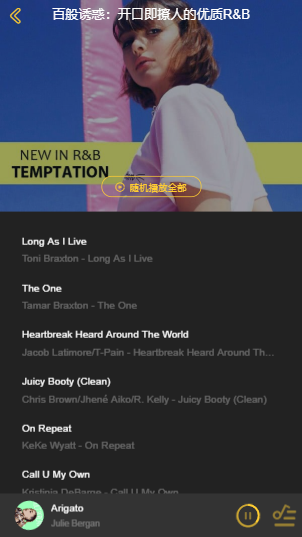 百般诱惑：开口即撩人的优质R&B
NEW IN R&B
TEMPTATION
随机播放全部
Long As I Live
Toni Braxton - Long As I Live
The One
Tamar Braxton - The One
Heartbreak Heard Around The World
Jacob Latimore/T-Pain - Heartbreak Heard Around Th...
Juicy Booty (Clean)
Chris Brown/Jhené Aiko/R. Kelly - Juicy Booty (Clean)
On Repeat
KeKe Wyatt - On Repeat
Call U My Own
Kristinia DeBarge - Call U My Own
Arigato
Julie Bergan